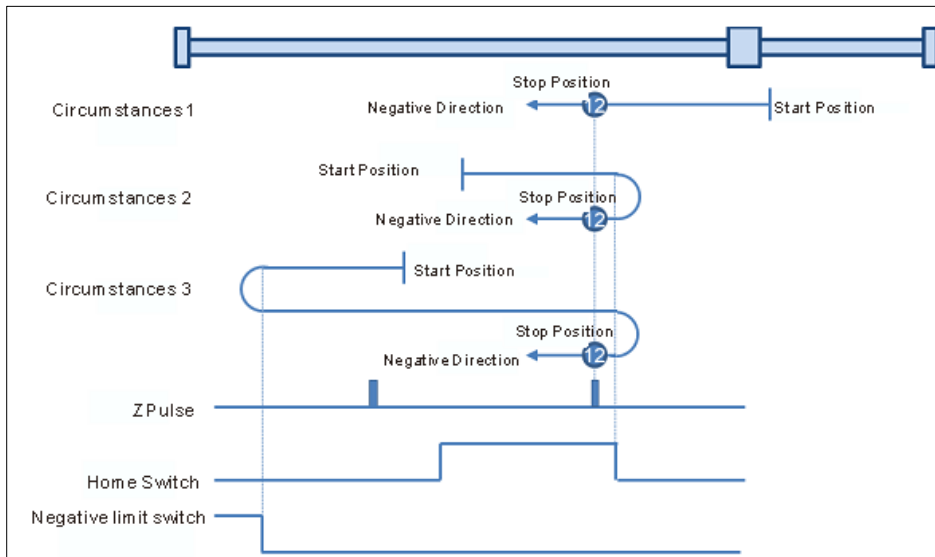 Stop Position
Circumstances 1
Negative Direction
12
Start Position
Start Position
Circumstances 2
Stop Position
Negative Direction
12
Circumstances 3
Start Position
Stop Position
Negative Direction
12
Z Pulse
Home Switch
Negative limit switch